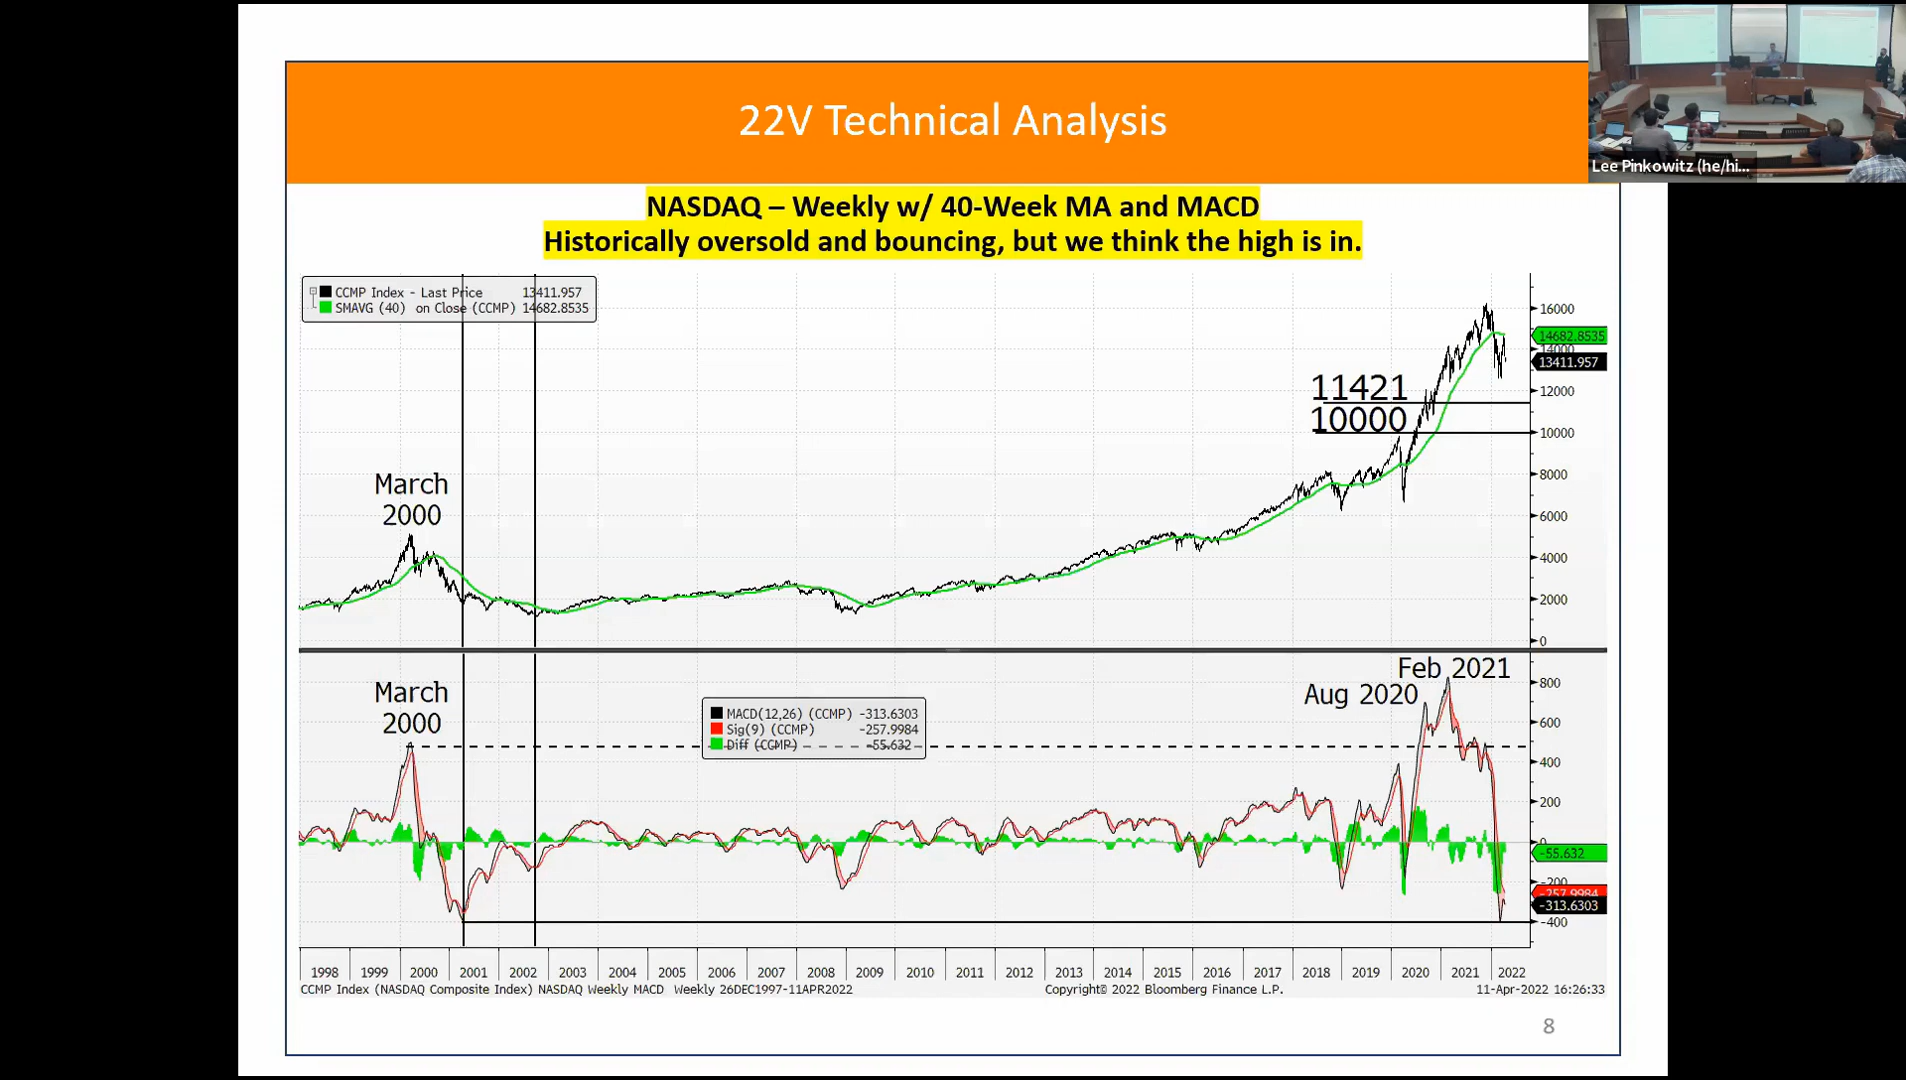 22V Technical Analysis
Lee Pinkowitz (he/hi...
NASDAQ – Weekly w/ 40-Week MA and MACD
Historically oversold and bouncing, but we think the high is in.
CCMP Index - Last Price 13411.957
SMAVG (40) on Close (CCMP) 14682.8535
16000
14682.8535
14000
13411.957
12000
10000
8000
6000
4000
2000
0
11421
10000
March
2000
March
2000
Aug 2020
Feb 2021
MACD(12,26) (CCMP) -313.6303
Sig(9) (CCMP) -257.9984
Diff (CCMP) -55.632
800
600
400
200
0
-55.632
-200
-257.9984
-313.6303
-400
1998 1999 2000 2001 2002 2003 2004 2005 2006 2007 2008 2009 2010 2011 2012 2013 2014 2015 2016 2017 2018 2019 2020 2021 2022
CCMP Index (NASDAQ Composite Index) NASDAQ Weekly MACD Weekly 26DEC1997-11APR2022 Copyright© 2022 Bloomberg Finance L.P. 11-Apr-2022 16:26:33
8